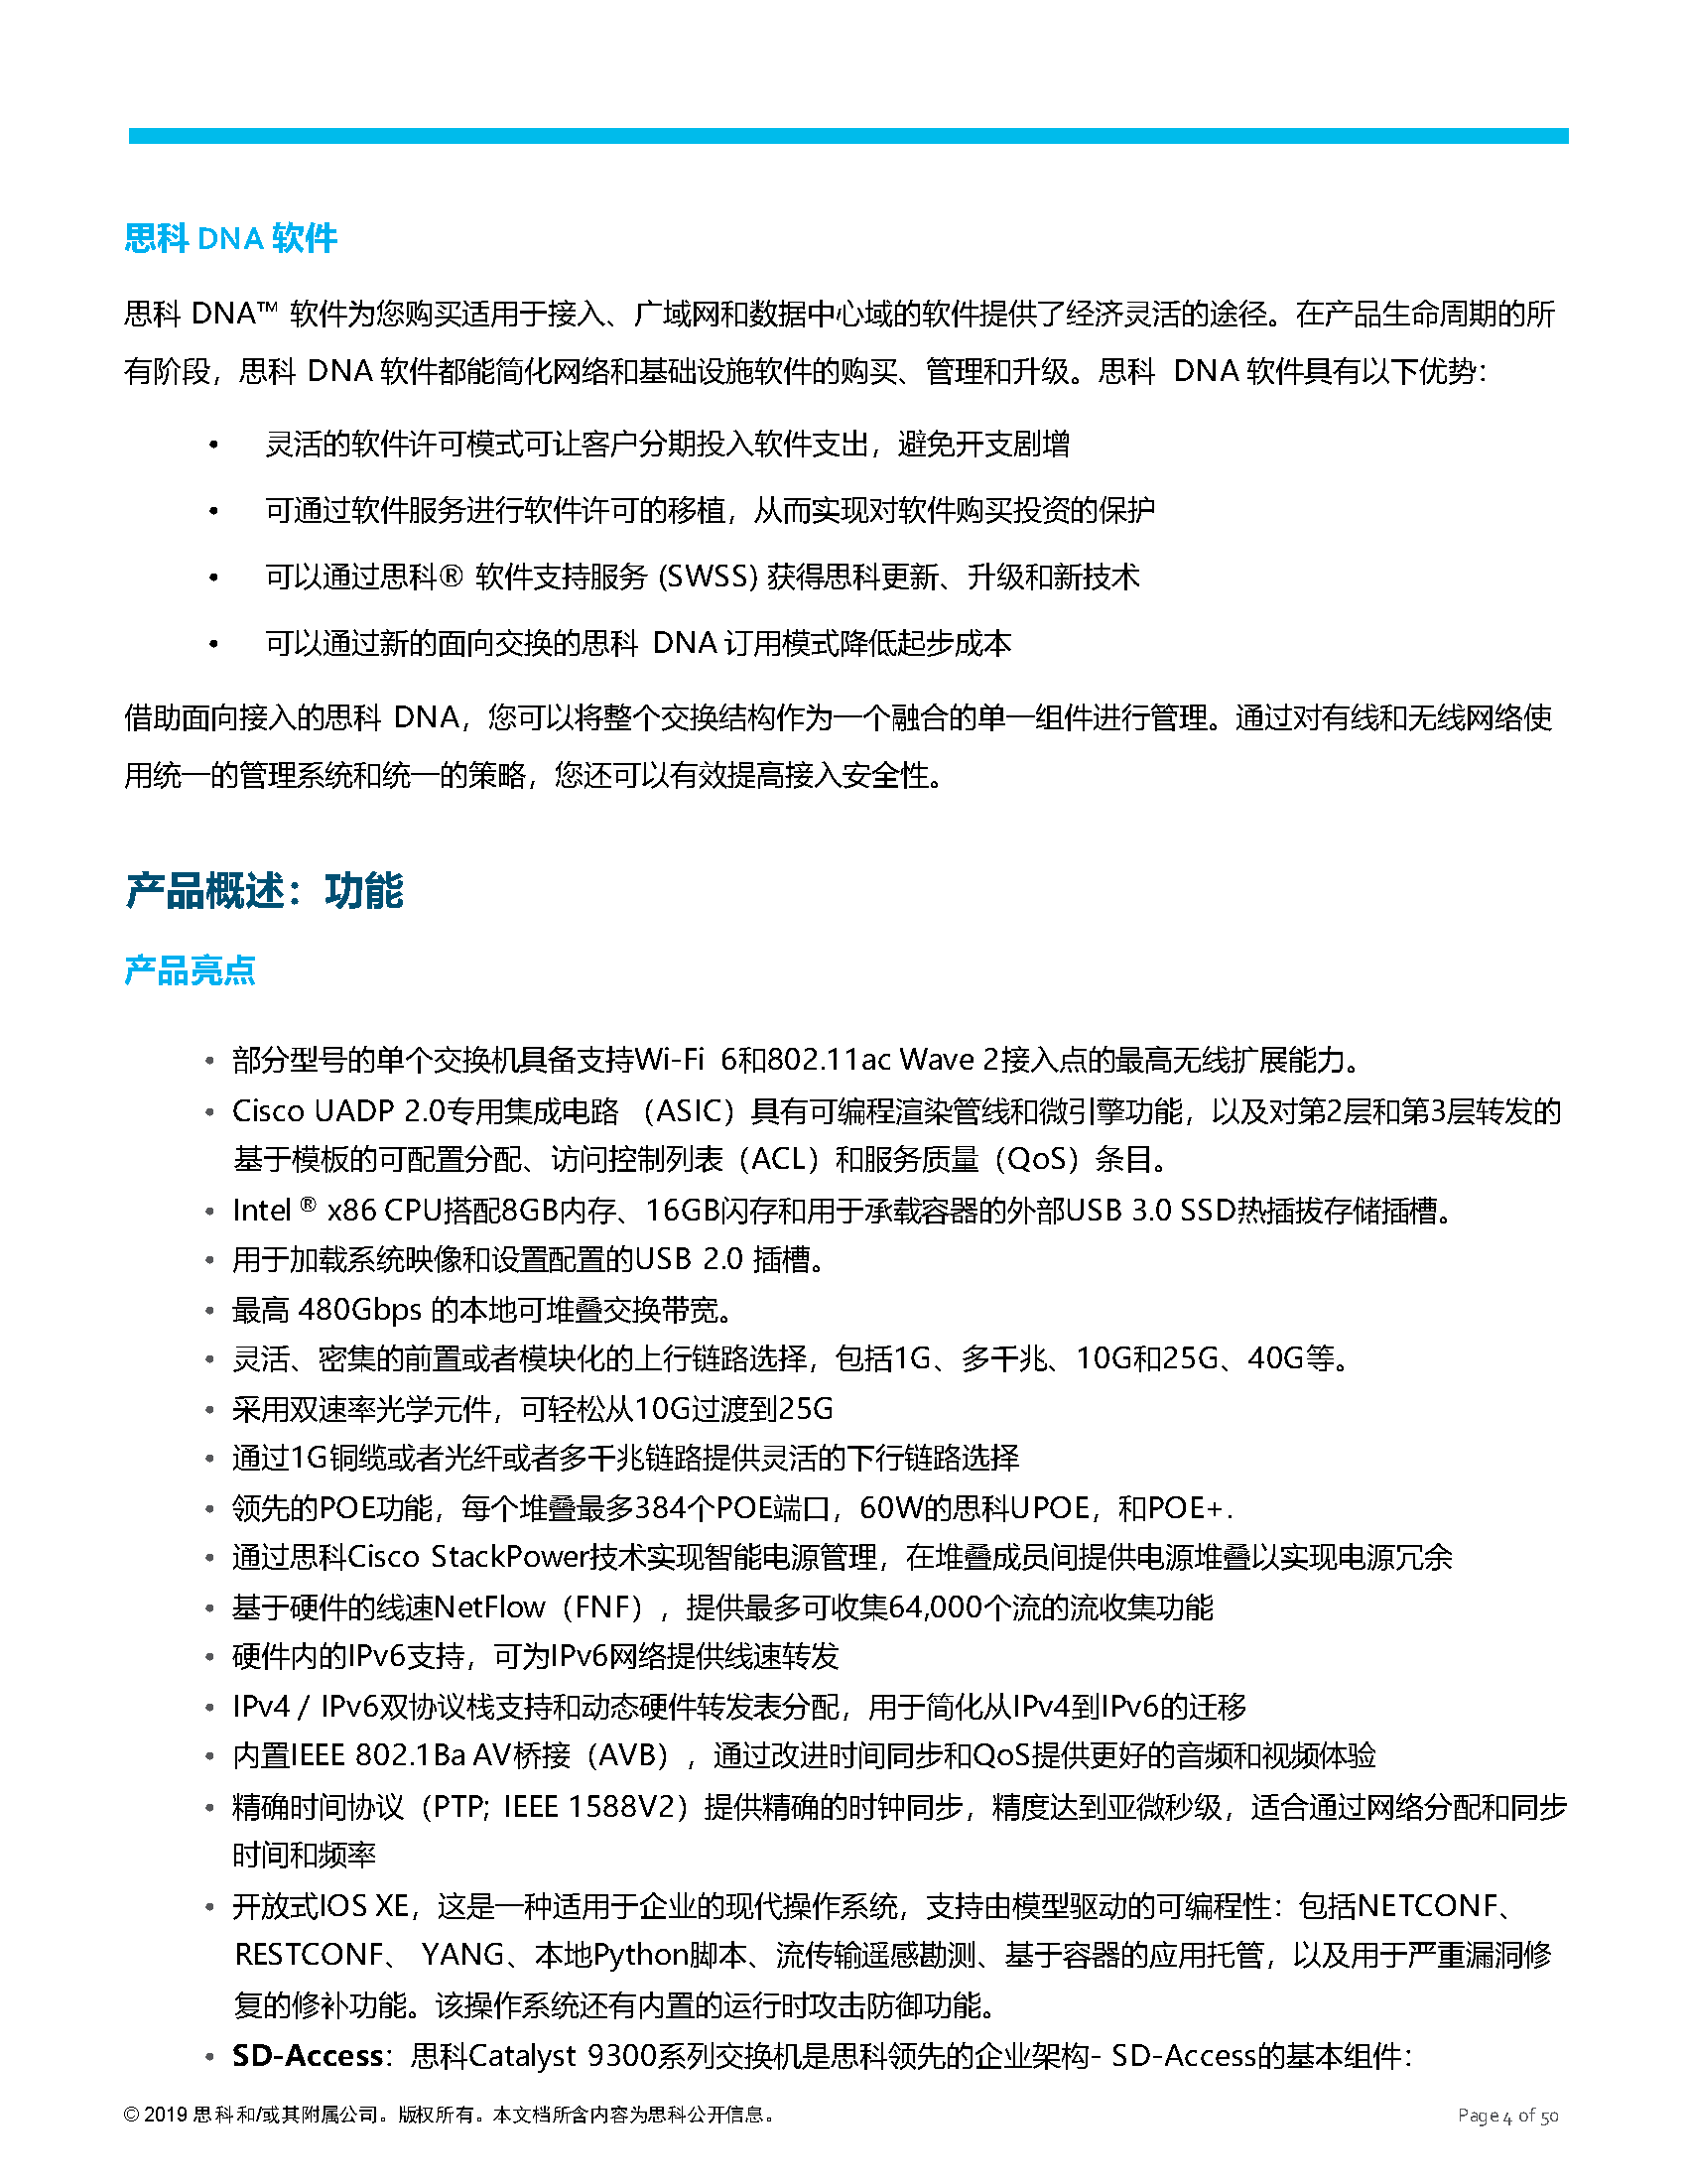 思科 DNA 软件
思科 DNA™ 软件为您购买适用于接入、广域网和数据中心域的软件提供了经济灵活的途径。在产品生命周期的所
有阶段，思科 DNA 软件都能简化网络和基础设施软件的购买、管理和升级。思科 DNA 软件具有以下优势：
• 灵活的软件许可模式可让客户分期投入软件支出，避免开支剧增
• 可通过软件服务进行软件许可的移植，从而实现对软件购买投资的保护
• 可以通过思科® 软件支持服务 (SWSS) 获得思科更新、升级和新技术
• 可以通过新的面向交换的思科 DNA 订用模式降低起步成本
借助面向接入的思科 DNA，您可以将整个交换结构作为一个融合的单一组件进行管理。通过对有线和无线网络使
用统一的管理系统和统一的策略，您还可以有效提高接入安全性。
产品概述：功能
产品亮点
• 部分型号的单个交换机具备支持Wi-Fi 6和802.11ac Wave 2接入点的最高无线扩展能力。
• Cisco UADP 2.0专用集成电路 （ASIC）具有可编程渲染管线和微引擎功能，以及对第2层和第3层转发的
基于模板的可配置分配、访问控制列表（ACL）和服务质量（QoS）条目。
• Intel ® x86 CPU搭配8GB内存、16GB闪存和用于承载容器的外部USB 3.0 SSD热插拔存储插槽。
• 用于加载系统映像和设置配置的USB 2.0 插槽。
• 最高 480Gbps 的本地可堆叠交换带宽。
• 灵活、密集的前置或者模块化的上行链路选择，包括1G、多千兆、10G和25G、40G等。
• 采用双速率光学元件，可轻松从10G过渡到25G
• 通过1G铜缆或者光纤或者多千兆链路提供灵活的下行链路选择
• 领先的POE功能，每个堆叠最多384个POE端口，60W的思科UPOE，和POE+.
• 通过思科Cisco StackPower技术实现智能电源管理，在堆叠成员间提供电源堆叠以实现电源冗余
• 基于硬件的线速NetFlow（FNF），提供最多可收集64,000个流的流收集功能
• 硬件内的IPv6支持，可为IPv6网络提供线速转发
• IPv4 / IPv6双协议栈支持和动态硬件转发表分配，用于简化从IPv4到IPv6的迁移
• 内置IEEE 802.1Ba AV桥接（AVB），通过改进时间同步和QoS提供更好的音频和视频体验
• 精确时间协议（PTP; IEEE 1588V2）提供精确的时钟同步，精度达到亚微秒级，适合通过网络分配和同步
时间和频率
• 开放式IOS XE，这是一种适用于企业的现代操作系统，支持由模型驱动的可编程性：包括NETCONF、
RESTCONF、 YANG、本地Python脚本、流传输遥感勘测、基于容器的应用托管，以及用于严重漏洞修
复的修补功能。该操作系统还有内置的运行时攻击防御功能。
• SD-Access：思科Catalyst 9300系列交换机是思科领先的企业架构- SD-Access的基本组件：
© 2019 思科和/或其附属公司。版权所有。本文档所含内容为思科公开信息。
Page 4 of 50